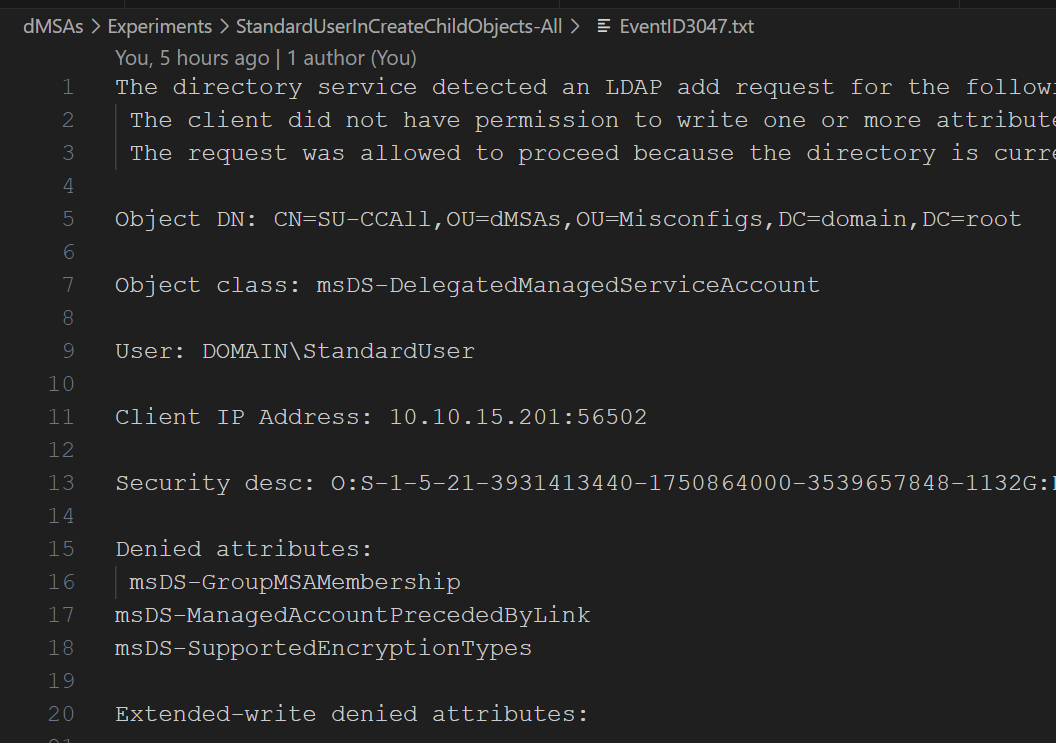 dMSAs > Experiments > StandardUserInCreateChildObjects-All > EventID3047.txt
You, 5 hours ago | 1 author (You)
1 The directory service detected an LDAP add request for the
2 The client did not have permission to write one or more
3 The request was allowed to proceed because the directory is
4
5 Object DN: CN=SU-CCAll,OU=dMSAs,OU=Misconfigs,DC=domain,DC=root
6
7 Object class: msDS-DelegatedManagedServiceAccount
8
9 User: DOMAIN\StandardUser
10
11 Client IP Address: 10.10.15.201:56502
12
13 Security desc: O:S-1-5-21-3931413440-1750864000-3539657848-1132G:
14
15 Denied attributes:
16 msDS-GroupMSAMembership
17 msDS-ManagedAccountPrecededByLink
18 msDS-SupportedEncryptionTypes
19
20 Extended-write denied attributes: